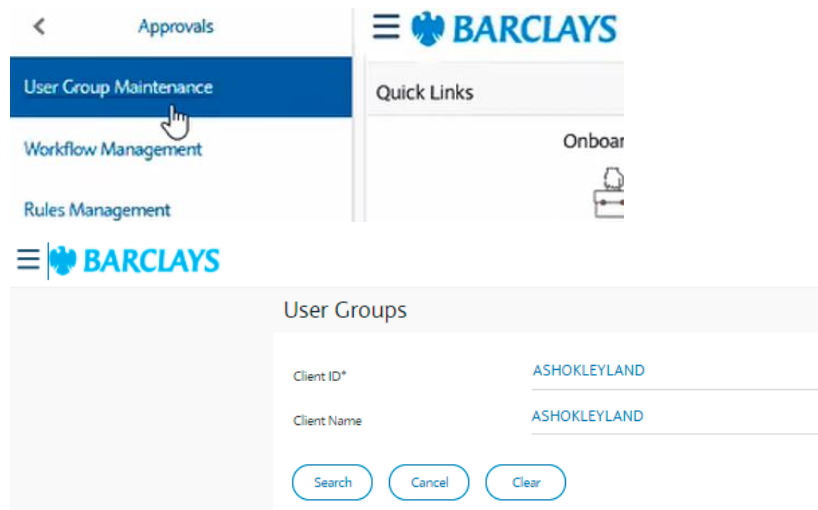 Approvals
BARCLAYS
User Group Maintenance
Quick Links
Workflow Management
Onboar
Rules Management
BARCLAYS
User Groups
Client ID* ASHOKLEYLAND
Client Name ASHOKLEYLAND
Search Cancel Clear